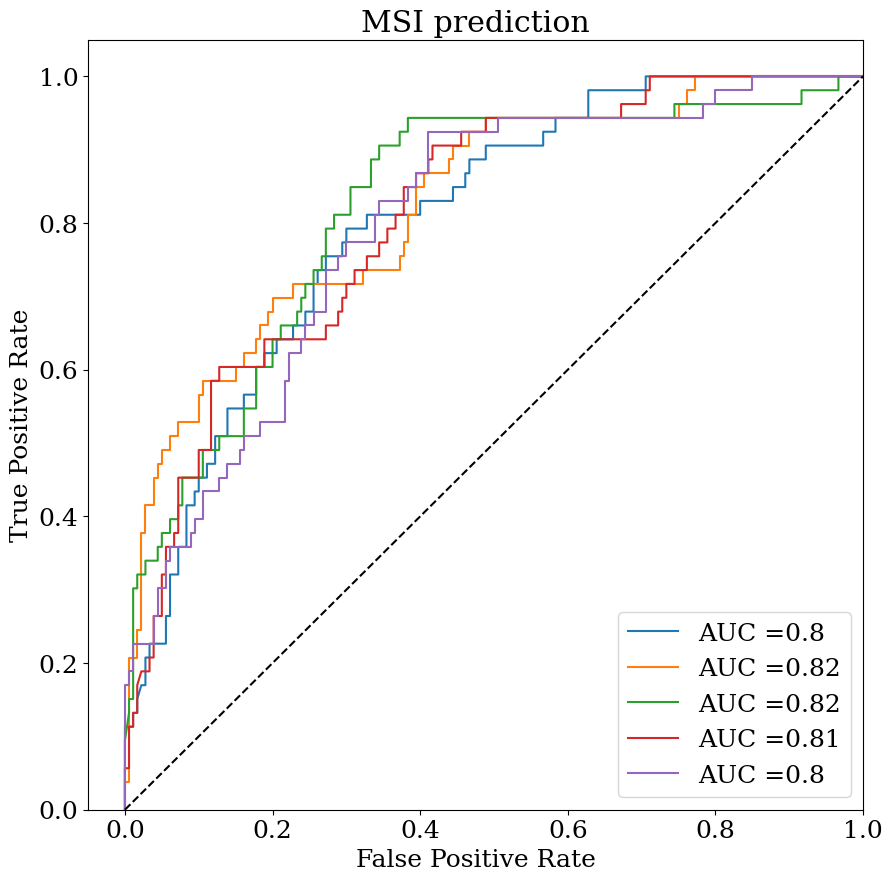 MSI prediction
True Positive Rate
1.0
0.8
0.6
0.4
0.2
0.0
AUC =0.8
AUC =0.82
AUC =0.82
AUC =0.81
AUC =0.8
0.0 0.2 0.4 0.6 0.8 1.0
False Positive Rate